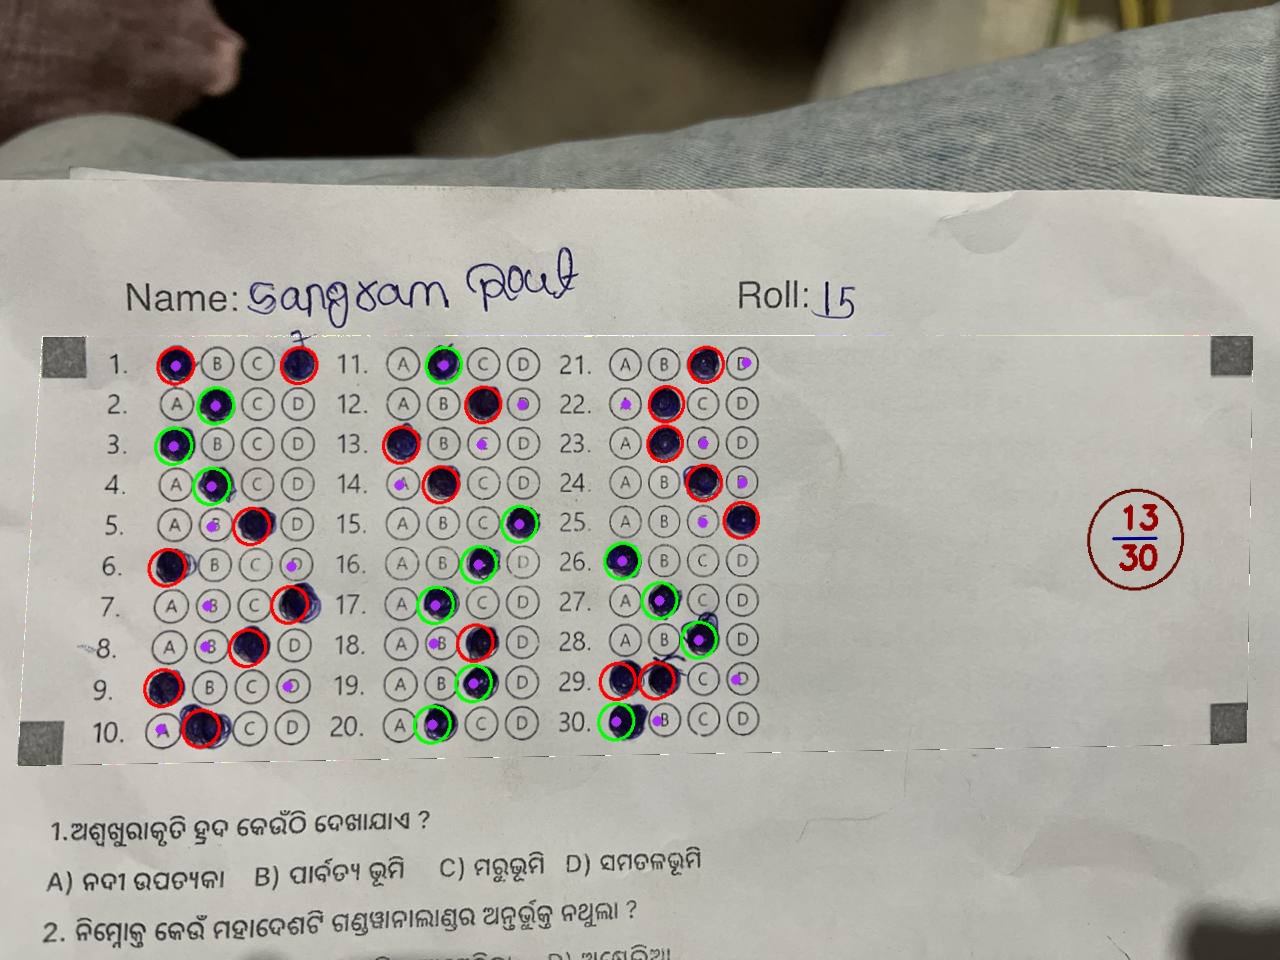 Name: Sangram Rout Roll: 15
1. B C 11. A C D 21. A B D
2. A C D 12. A B D 22. C D
3. B C D 13. B C D 23. A C D
4. A C D 14. A C D 24. A B D
5. A B D 15. A B C 25. A B C
6. B C D 16. A B D 26. B C D
7. A B C 17. A C D 27. A C D
8. A B D 18. A B D 28. A B D
9. B C D 19. A B D 29. C D
10. A C D 20. A C D 30. B C D
13
30
1.ଅଶ୍ୱଖୁରାକୃତି ହ୍ରଦ କେଉଁଠି ଦେଖାଯାଏ ?
A) ନଦୀ ଉପତ୍ୟକା B) ପାର୍ବତ୍ୟ ଭୂମି C) ମରୁଭୂମି D) ସମତଳଭୂମି
2. ନିମ୍ନୋକ୍ତ କେଉଁ ମହାଦେଶଟି ଗଣ୍ଡୱାନାଲାଣ୍ଡର ଅନ୍ତର୍ଭୁକ୍ତ ନଥିଲା ?